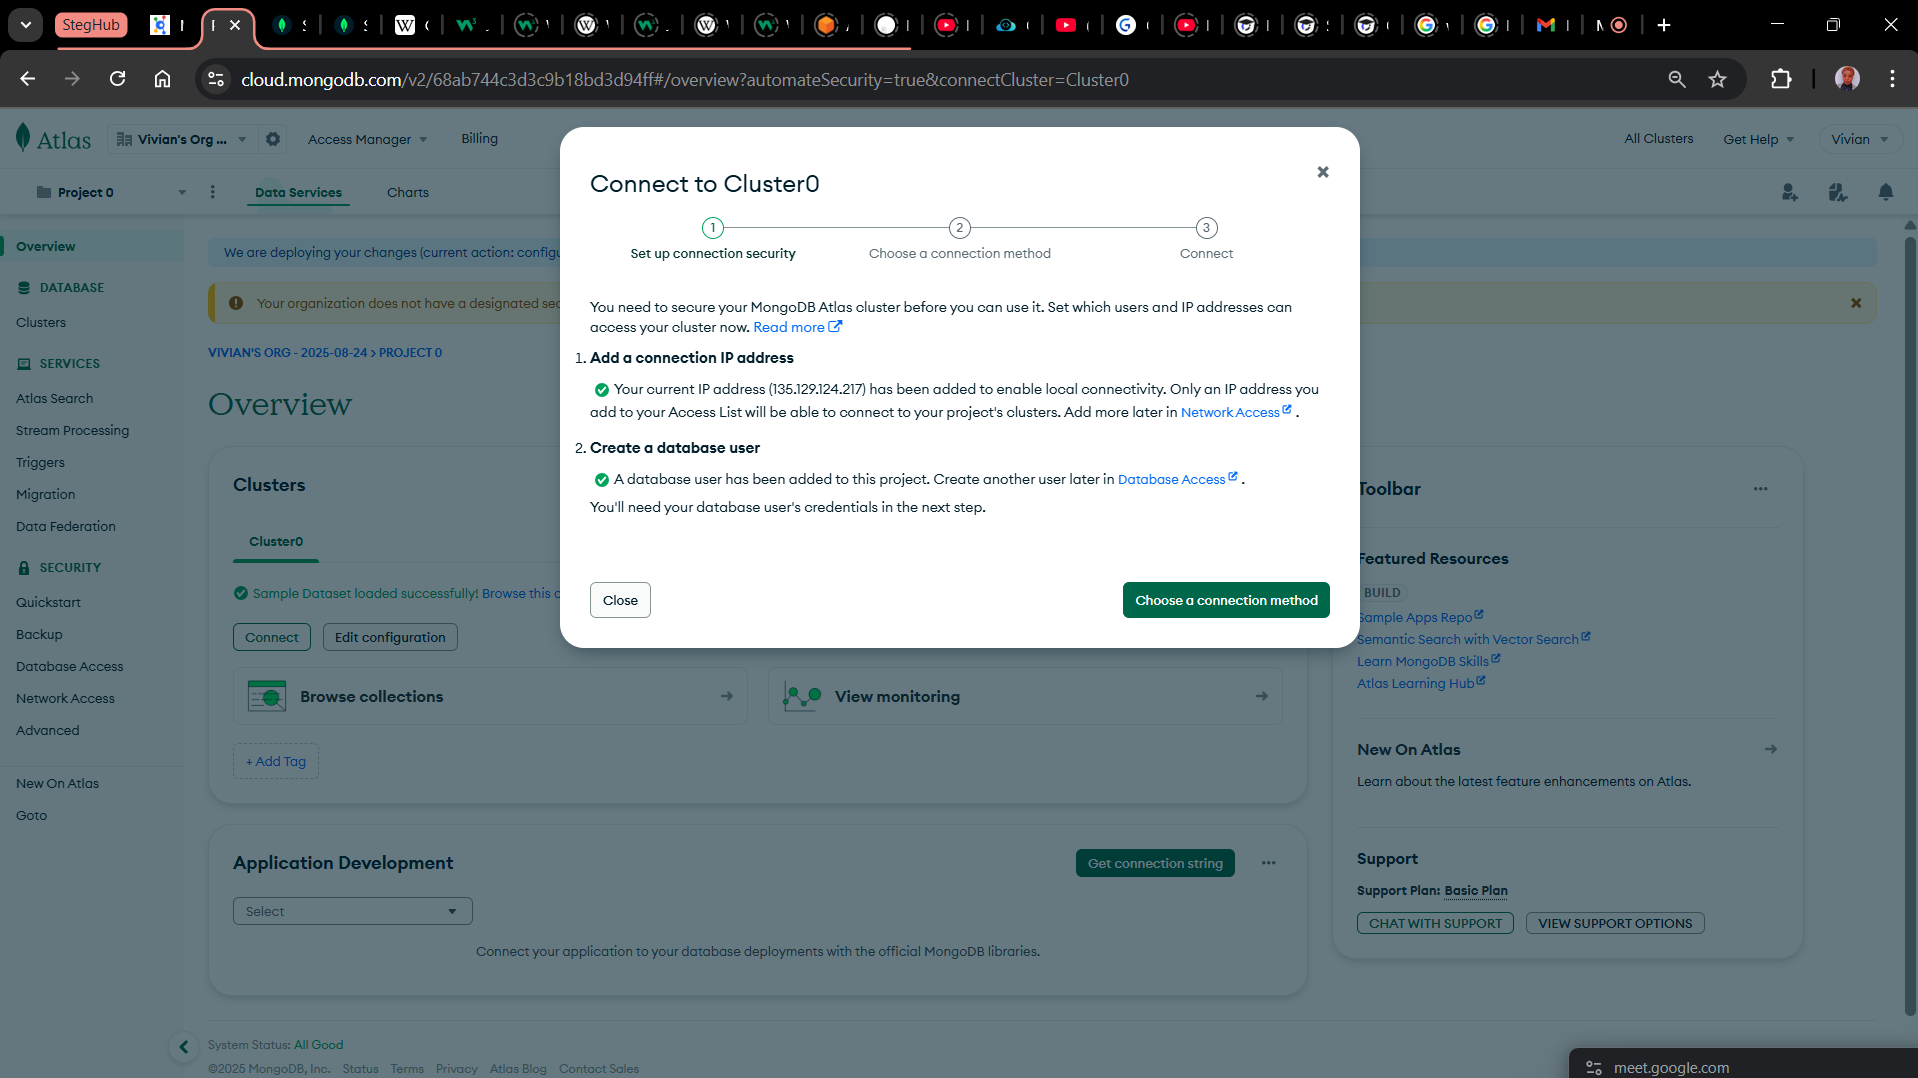 StegHub
cloud.mongodb.com/v2/68ab744c3d3c9b18bd3d94ff#/overview?automateSecurity=true&connectCluster=Cluster0
Atlas
Vivian's Org ...
Access Manager
Billing
All Clusters
Get Help
Vivian
Project 0
Data Services
Charts
Overview
DATABASE
Clusters
SERVICES
Atlas Search
Stream Processing
Triggers
Migration
Data Federation
SECURITY
Quickstart
Backup
Database Access
Network Access
Advanced
New On Atlas
Goto
We are deploying your changes (current action: configu
Your organization does not have a designated sec
VIVIAN'S ORG - 2025-08-24 > PROJECT 0
Overview
Clusters
Cluster0
Sample Dataset loaded successfully! Browse this c
Connect
Edit configuration
Browse collections
View monitoring
+ Add Tag
Application Development
Get connection string
Select
Connect your application to your database deployments with the official MongoDB libraries.
Connect to Cluster0
1
2
3
Set up connection security
Choose a connection method
Connect
You need to secure your MongoDB Atlas cluster before you can use it. Set which users and IP addresses can
access your cluster now. Read more
1. Add a connection IP address
Your current IP address (135.129.124.217) has been added to enable local connectivity. Only an IP address you
add to your Access List will be able to connect to your project's clusters. Add more later in Network Access .
2. Create a database user
A database user has been added to this project. Create another user later in Database Access .
You'll need your database user's credentials in the next step.
Close
Choose a connection method
Toolbar
Featured Resources
BUILD
Sample Apps Repo
Semantic Search with Vector Search
Learn MongoDB Skills
Atlas Learning Hub
New On Atlas
Learn about the latest feature enhancements on Atlas.
Support
Support Plan: Basic Plan
CHAT WITH SUPPORT
VIEW SUPPORT OPTIONS
System Status: All Good
©2025 MongoDB, Inc.
Status
Terms
Privacy
Atlas Blog
Contact Sales
meet.google.com